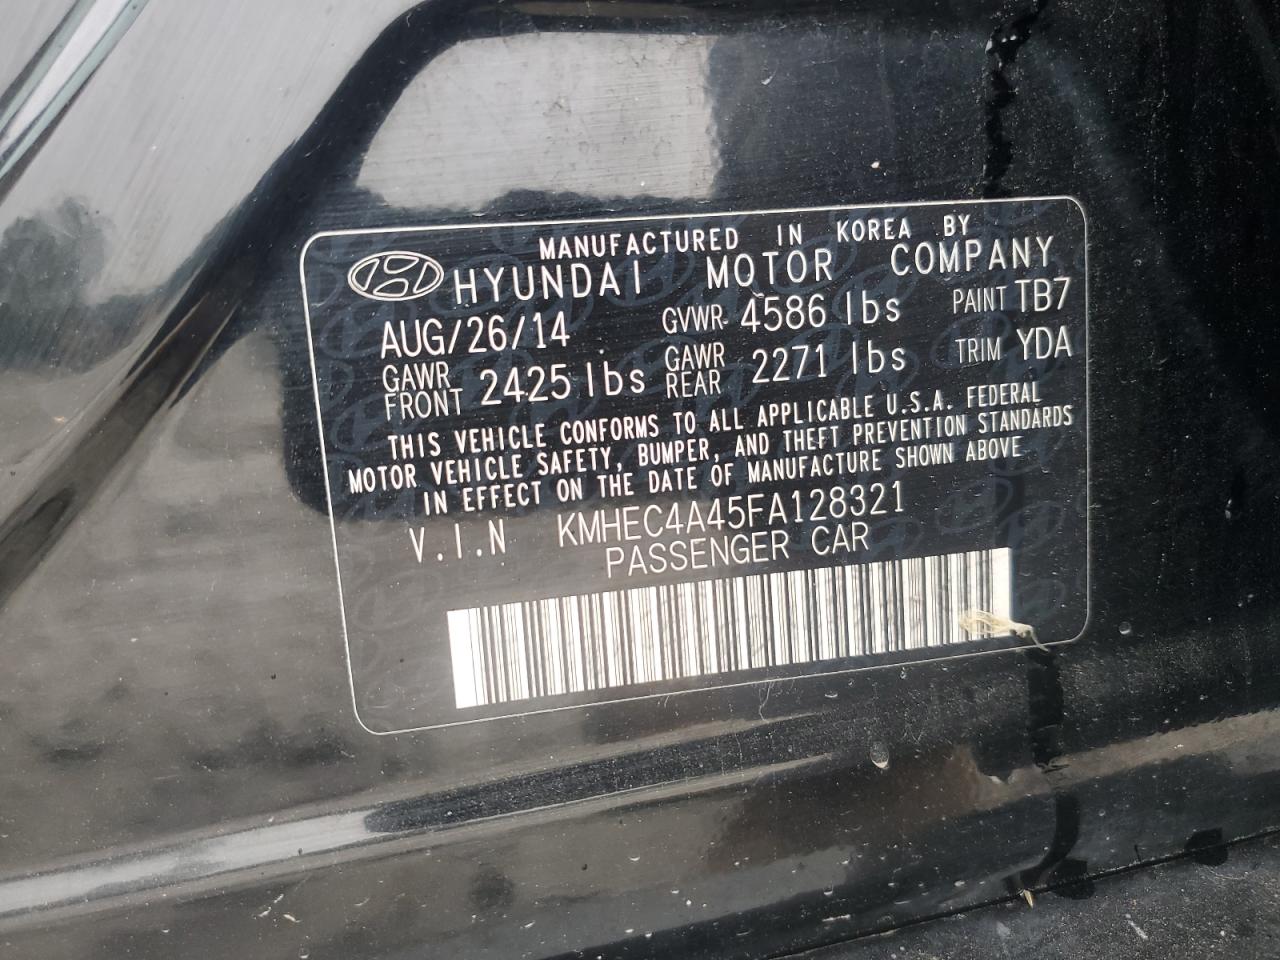 MANUFACTURED IN KOREA BY
HYUNDAI MOTOR COMPANY
AUG/26/14 GVWR 4586 lbs PAINT TB7
GAWR FRONT 2425 lbs GAWR REAR 2271 lbs TRIM YDA
THIS VEHICLE CONFORMS TO ALL APPLICABLE U.S.A. FEDERAL
MOTOR VEHICLE SAFETY, BUMPER, AND THEFT PREVENTION STANDARDS
IN EFFECT ON THE DATE OF MANUFACTURE SHOWN ABOVE
V.I.N KMHEC4A45FA128321
PASSENGER CAR